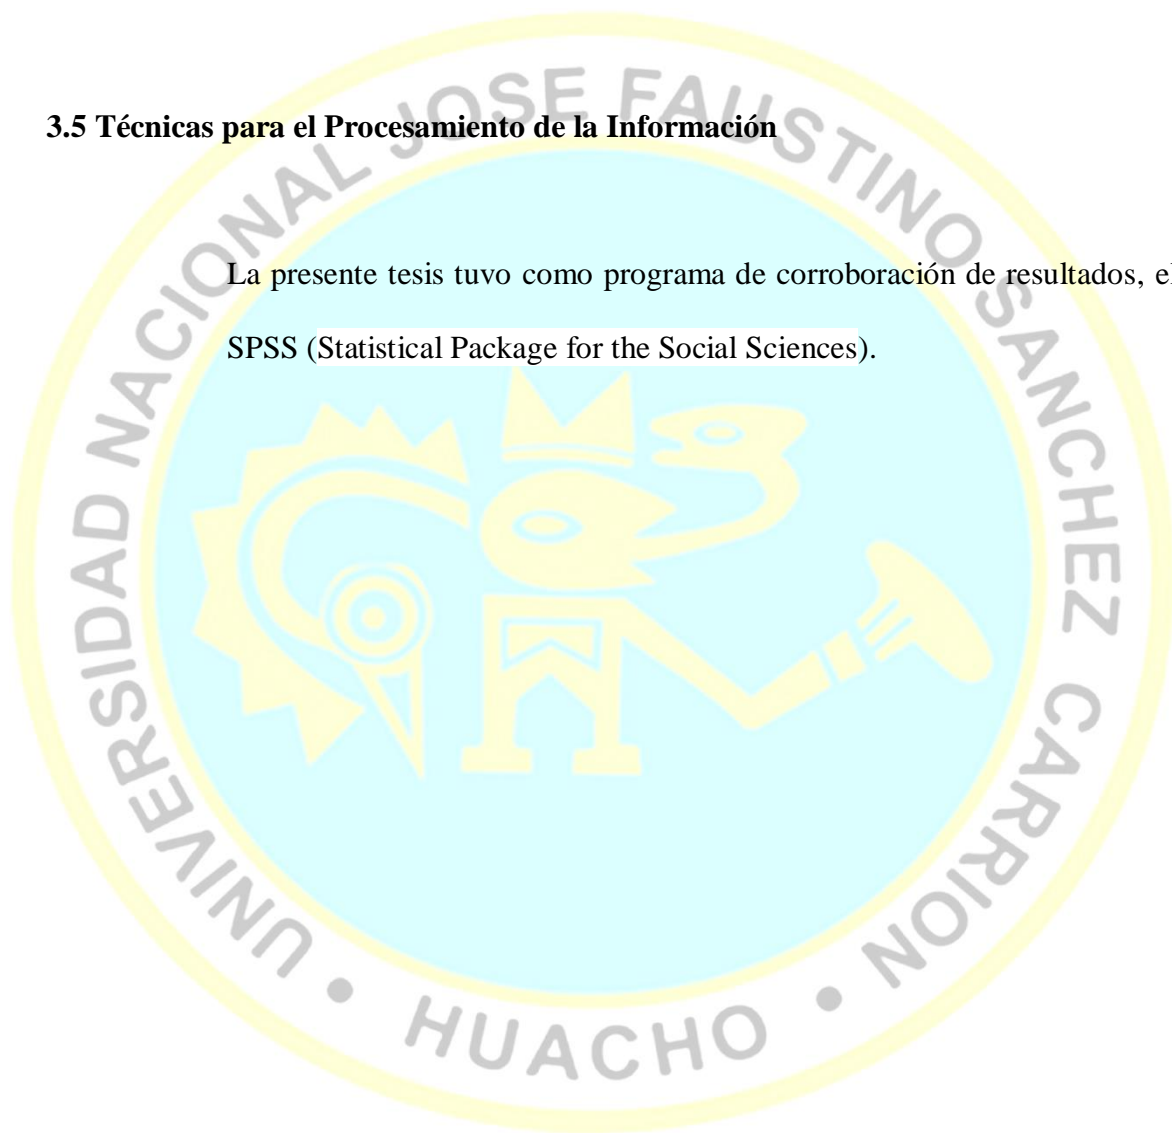 3.5 Técnicas para el Procesamiento de la Información
La presente tesis tuvo como programa de corroboración de resultados, el
SPSS (Statistical Package for the Social Sciences).
UNIVERSIDAD NACIONAL JOSE FAUSTINO SANCHEZ CARRION
• HUACHO •